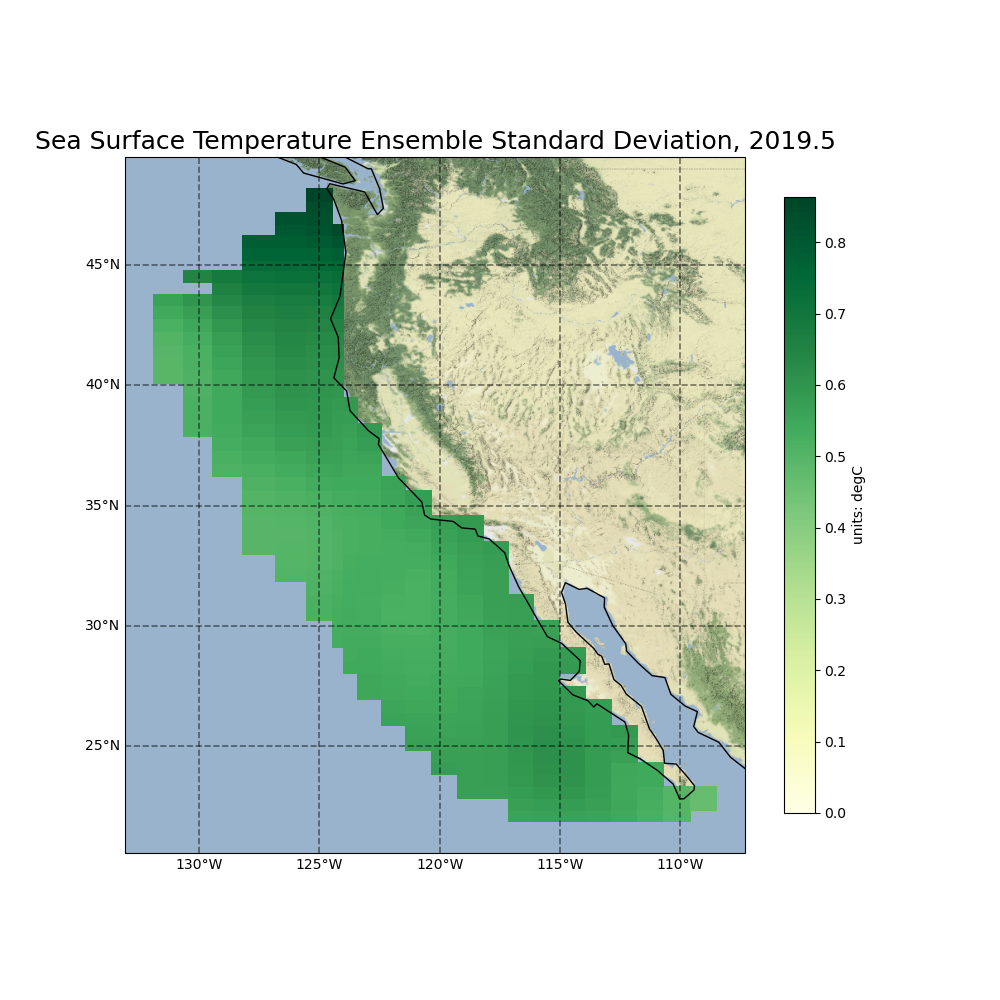 Sea Surface Temperature Ensemble Standard Deviation, 2019.5
45°N
40°N
35°N
30°N
25°N
130°W
125°W
120°W
115°W
110°W
0.8
0.7
0.6
0.5
0.4
0.3
0.2
0.1
0.0
units: degC